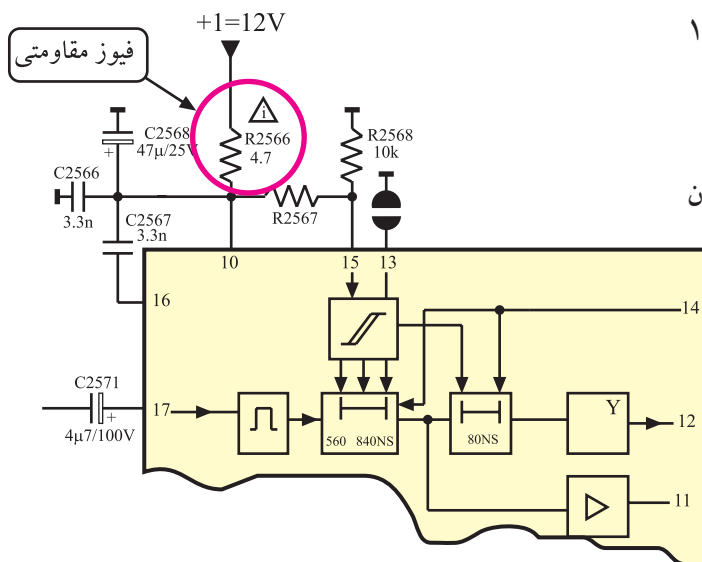 +1=12V
۱
فیوز مقاومتی
i
C2568
47µ/25V
+
R2566
4.7
R2568
10k
C2566
3.3n
R2567
C2567
3.3n
ن
10
15
13
16
14
C2571
+
4µ7/100V
17
560 840NS
80NS
Y
12
11